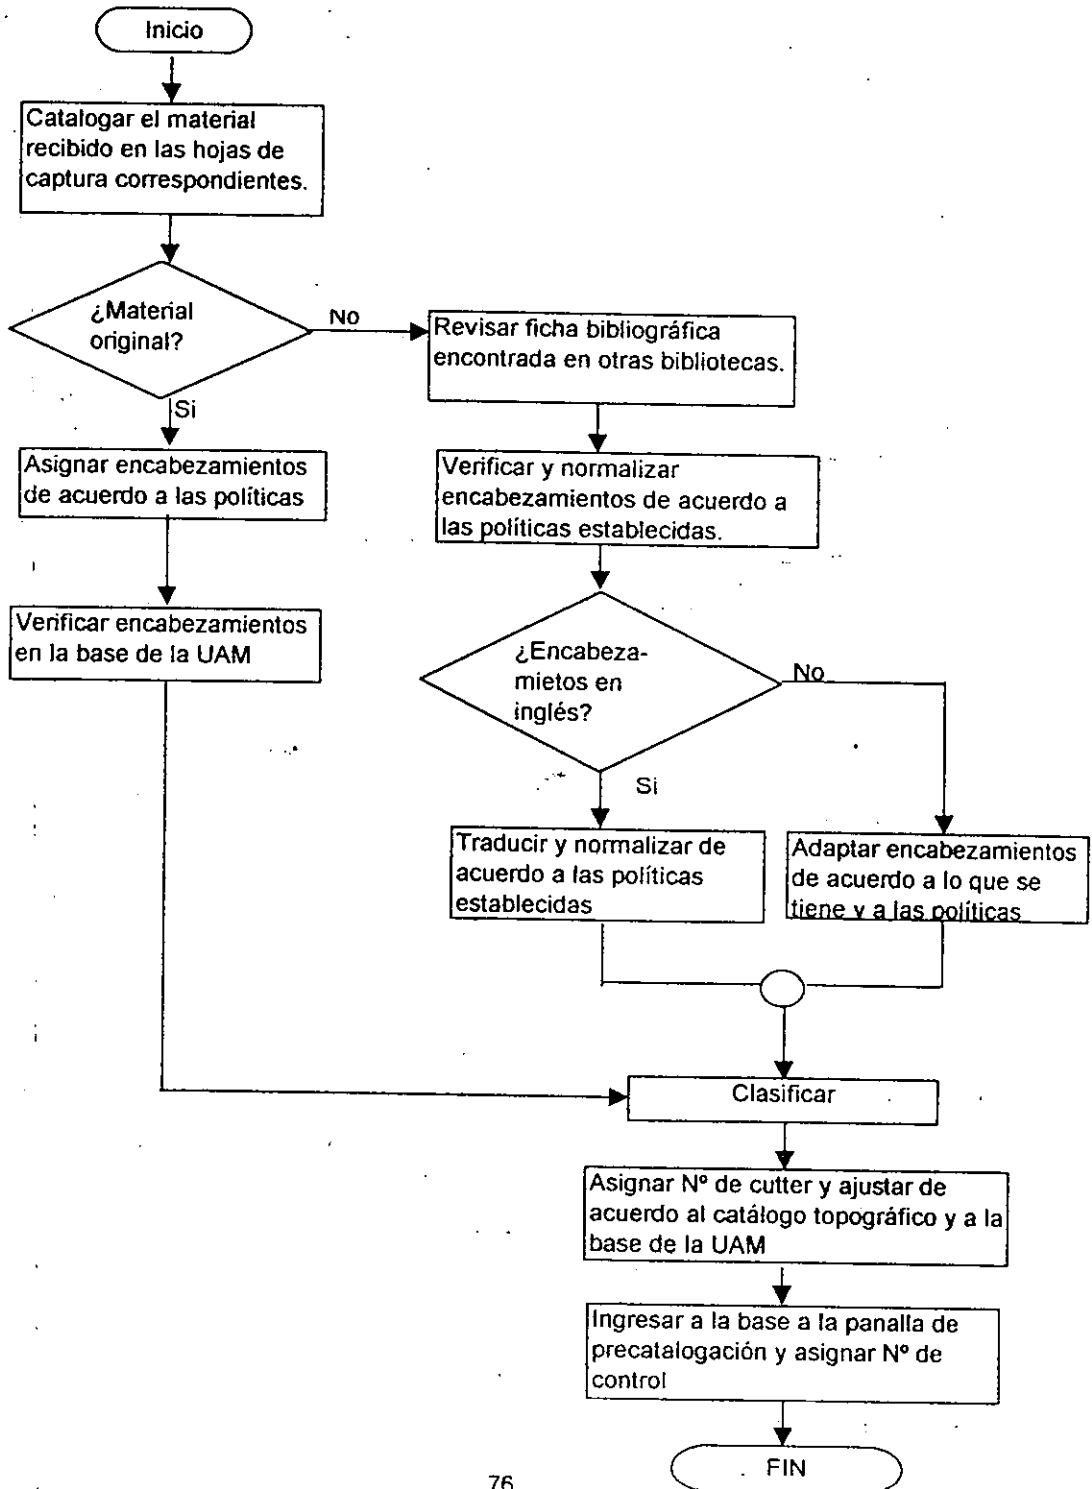 Inicio
Catalogar el material
recibido en las hojas de
captura correspondientes.
¿Material
original?
No
Revisar ficha bibliográfica
encontrada en otras bibliotecas.
Si
Asignar encabezamientos
de acuerdo a las políticas
Verificar y normalizar
encabezamientos de acuerdo a
las políticas establecidas.
Verificar encabezamientos
en la base de la UAM
¿Encabeza-
mietos en
inglés?
No
Si
Traducir y normalizar de
acuerdo a las políticas
establecidas
Adaptar encabezamientos
de acuerdo a lo que se
tiene y a las políticas
Clasificar
Asignar Nº de cutter y ajustar de
acuerdo al catálogo topográfico y a la
base de la UAM
Ingresar a la base a la panalla de
precatalogación y asignar Nº de
control
FIN
76